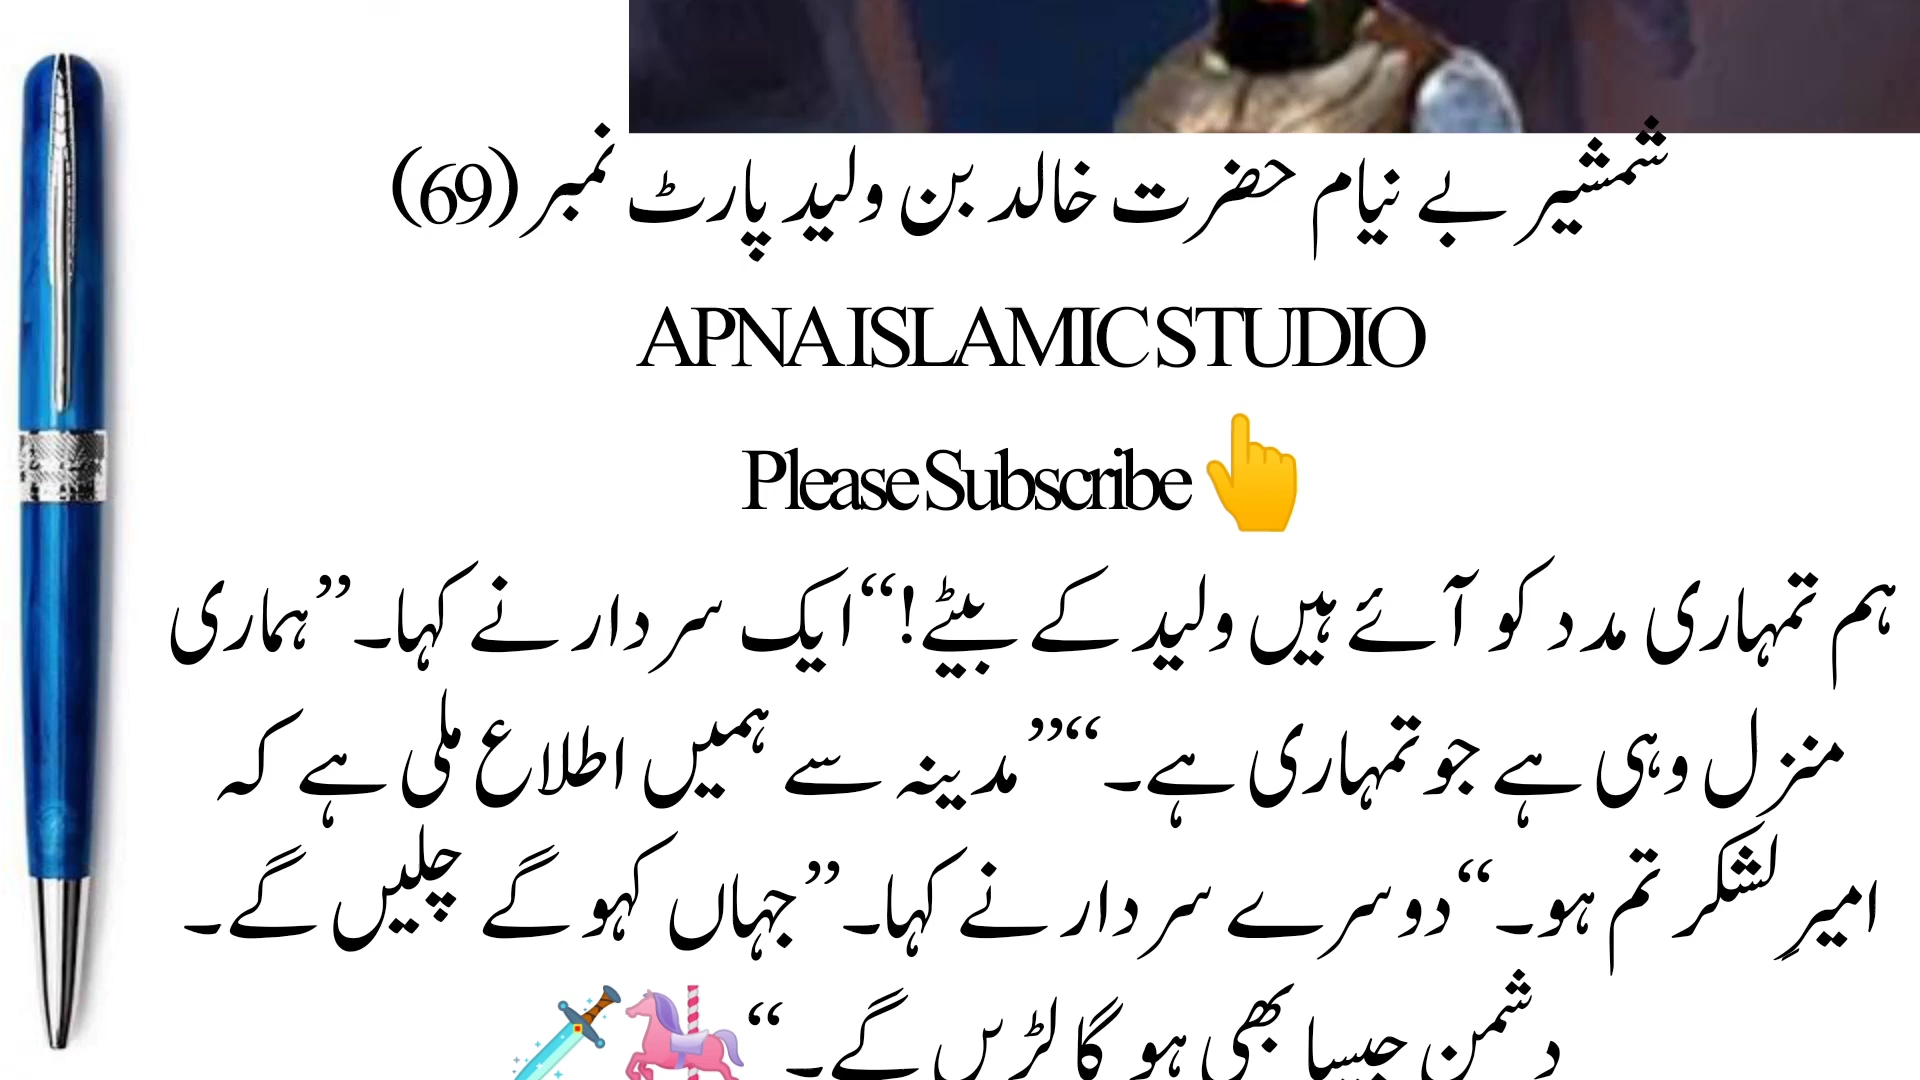 شمشیر بے نیام حضرت خالد بن ولید پارٹ نمبر (69)
APNA ISLAMIC STUDIO
Please Subscribe 👆
ہم تمہاری مدد کو آئے ہیں ولید کے بیٹے!‘‘ایک سردار نے کہا۔’’ہماری
منزل وہی ہے جو تمہاری ہے۔‘‘’’مدینہ سے ہمیں اطلاع ملی ہے کہ
امیرِ لشکر تم ہو۔‘‘دوسرے سردار نے کہا۔’’جہاں کہو گے چلیں گے۔
دشمن جیسا بھی ہو گا لڑیں گے۔‘‘🎠🗡️